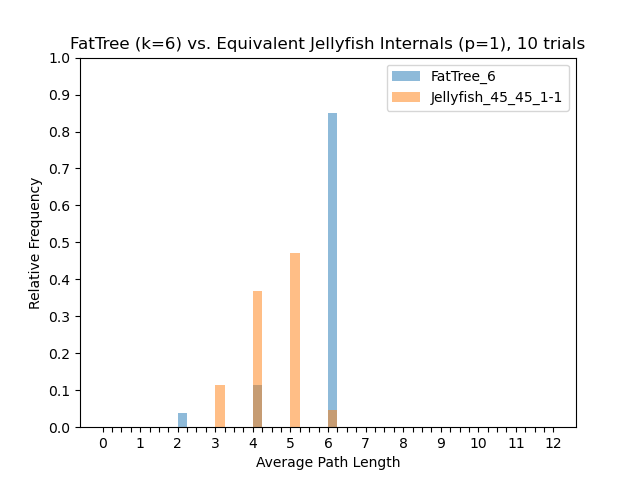 FatTree (k=6) vs. Equivalent Jellyfish Internals (p=1), 10 trials
FatTree_6
Jellyfish_45_45_1-1
Relative Frequency
1.0
0.9
0.8
0.7
0.6
0.5
0.4
0.3
0.2
0.1
0.0
0 1 2 3 4 5 6 7 8 9 10 11 12
Average Path Length